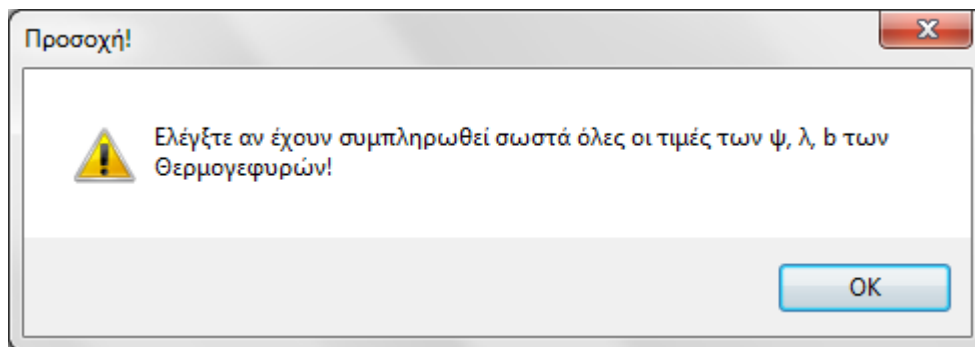 Προσοχή!
Ελέγξτε αν έχουν συμπληρωθεί σωστά όλες οι τιμές των ψ, λ, b των
Θερμογεφυρών!
OK